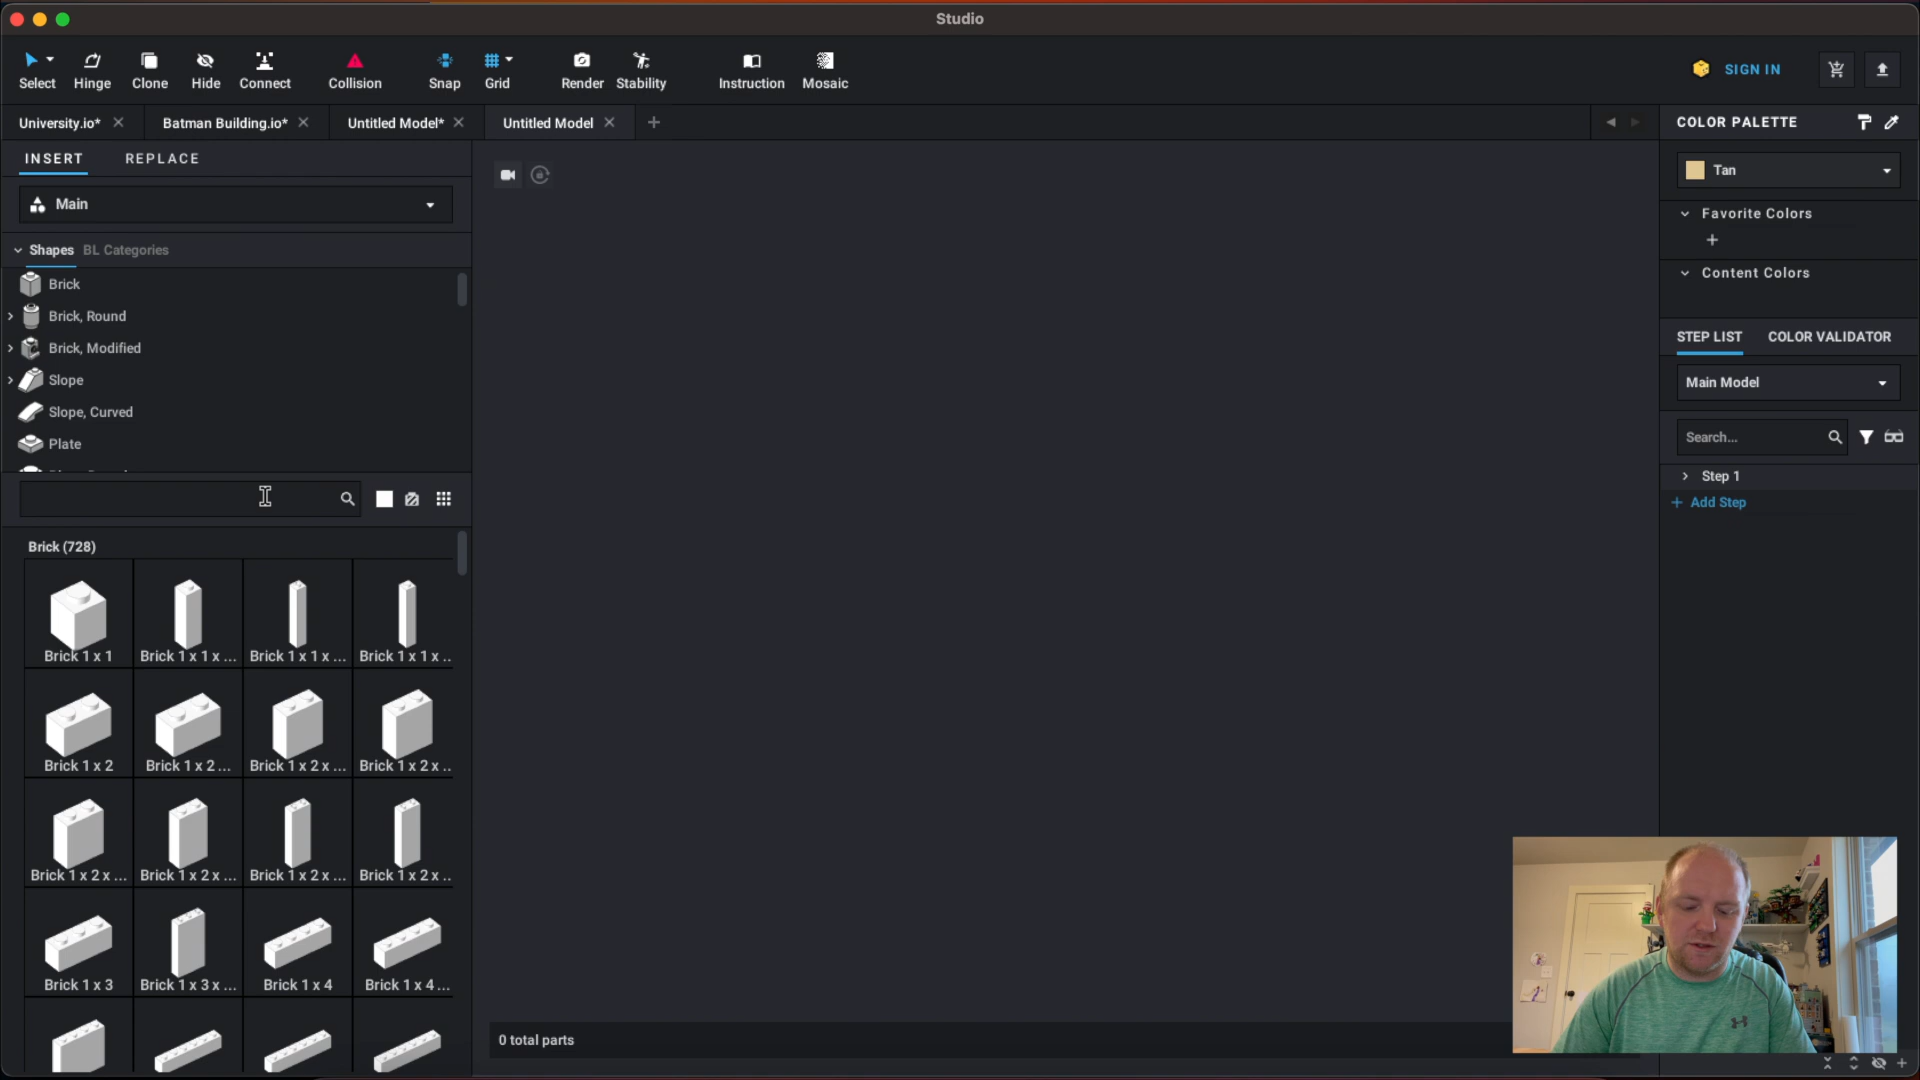 Studio
Select
Hinge
Clone
Hide
Connect
Collision
Snap
Grid
Render
Stability
Instruction
Mosaic
SIGN IN
University.io*
Batman Building.io*
Untitled Model*
Untitled Model
COLOR PALETTE
INSERT
REPLACE
Main
Tan
Favorite Colors
Content Colors
Shapes
BL Categories
Brick
Brick, Round
Brick, Modified
Slope
Slope, Curved
Plate
STEP LIST
COLOR VALIDATOR
Main Model
Search...
Step 1
Add Step
Brick (728)
Brick 1 x 1
Brick 1 x 1 x ...
Brick 1 x 1 x ...
Brick 1 x 1 x ..
Brick 1 x 2
Brick 1 x 2 ...
Brick 1 x 2 x ...
Brick 1 x 2 x ..
Brick 1 x 2 x ...
Brick 1 x 2 x ...
Brick 1 x 2 x ...
Brick 1 x 2 x ..
Brick 1 x 3
Brick 1 x 3 x ...
Brick 1 x 4
Brick 1 x 4 ...
0 total parts